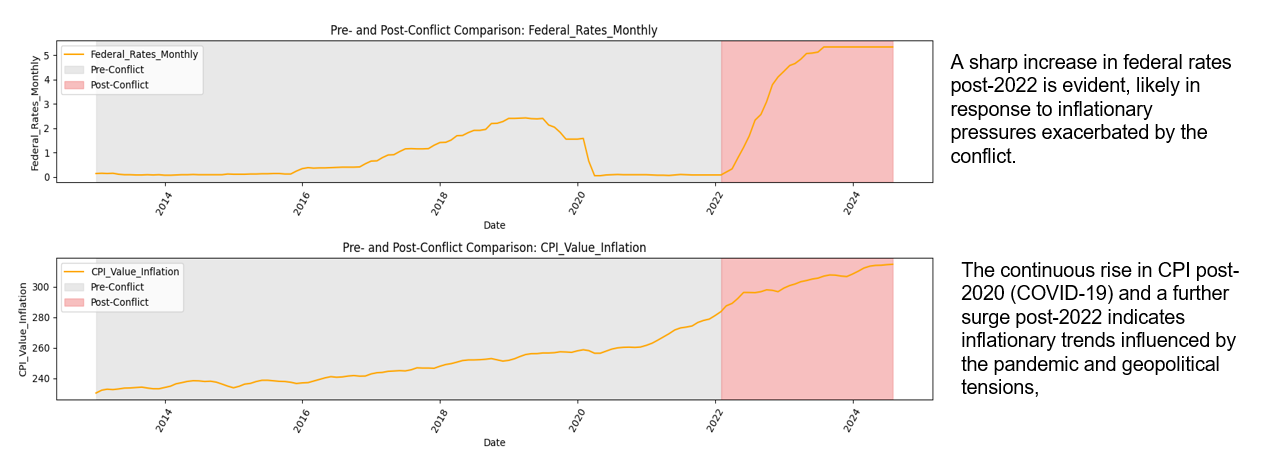 Pre- and Post-Conflict Comparison: Federal_Rates_Monthly
Federal_Rates_Monthly
Pre-Conflict
Post-Conflict
Federal_Rates_Monthly
5
4
3
2
1
0
2014
2016
2018
2020
2022
2024
Date
A sharp increase in federal rates
post-2022 is evident, likely in
response to inflationary
pressures exacerbated by the
conflict.
Pre- and Post-Conflict Comparison: CPI_Value_Inflation
CPI_Value_Inflation
Pre-Conflict
Post-Conflict
CPI_Value_Inflation
300
280
260
240
2014
2016
2018
2020
2022
2024
Date
The continuous rise in CPI post-
2020 (COVID-19) and a further
surge post-2022 indicates
inflationary trends influenced by
the pandemic and geopolitical
tensions,